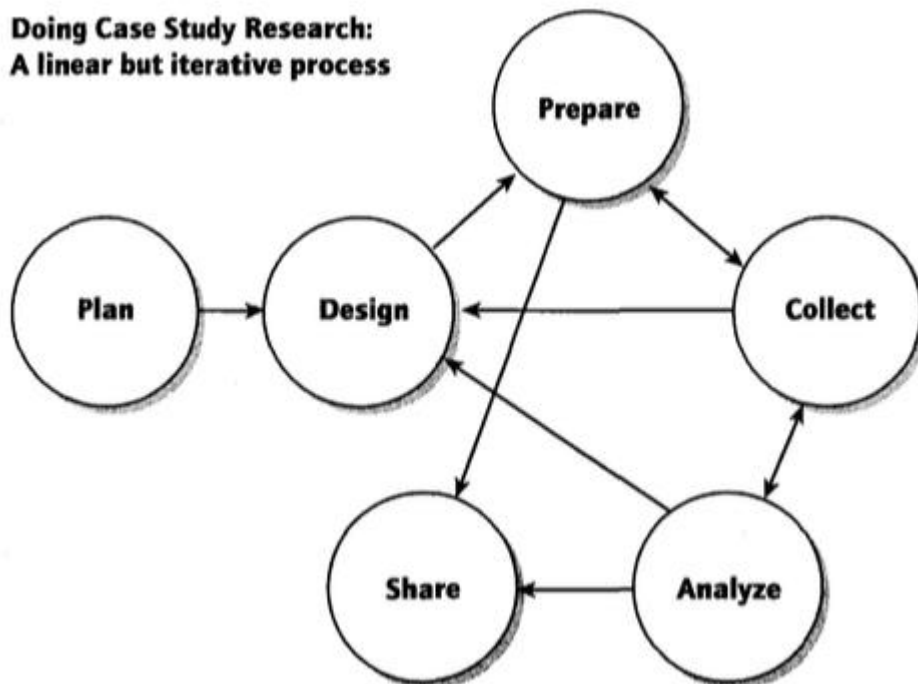 Doing Case Study Research:
A linear but iterative process
Prepare
Plan
Design
Collect
Share
Analyze